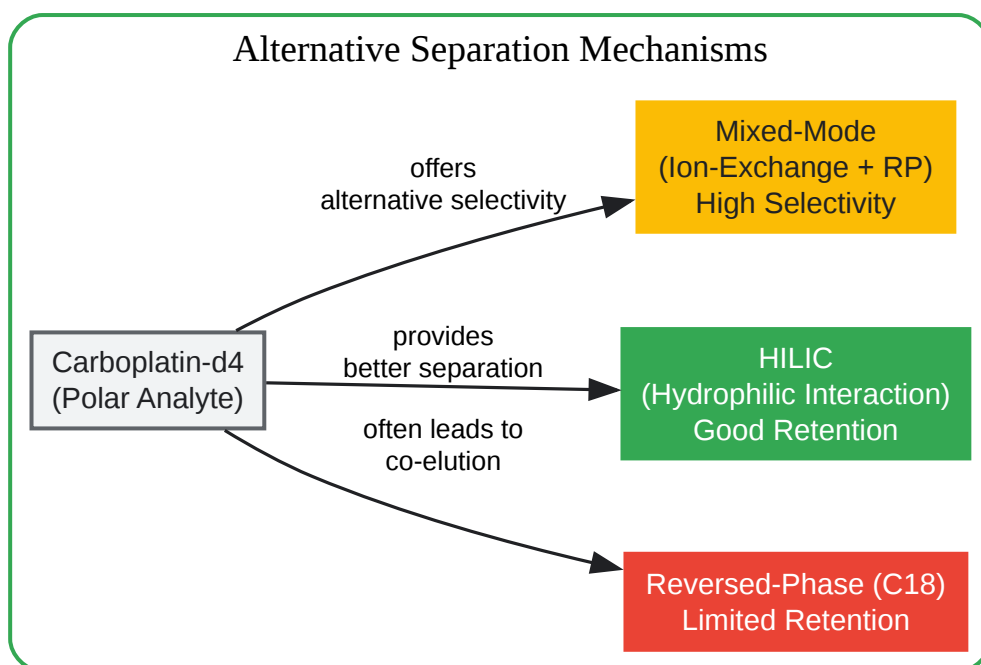 Alternative Separation Mechanisms
Mixed-Mode
(Ion-Exchange + RP)
High Selectivity
offers
alternative selectivity
Carboplatin-d4
(Polar Analyte)
provides
better separation
HILIC
(Hydrophilic Interaction)
Good Retention
often leads to
co-elution
Reversed-Phase (C18)
Limited Retention